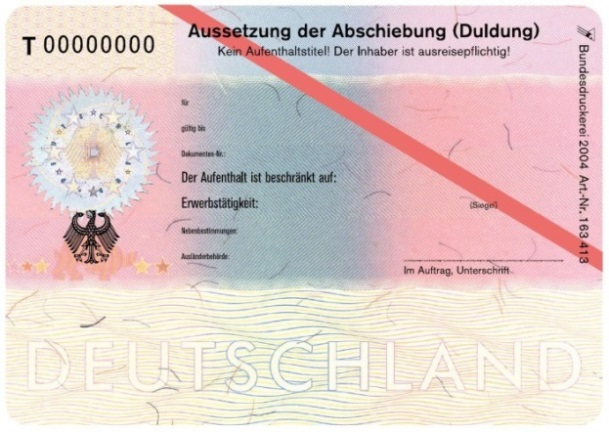 T 00000000
Aussetzung der Abschiebung (Duldung)
Kein Aufenthaltstitel! Der Inhaber ist ausreisepflichtig!
für
gültig bis
Dokumenten-Nr.:
Der Aufenthalt ist beschränkt auf:
Erwerbstätigkeit:
(Siegel)
Nebenbestimmungen:
Ausländerbehörde:
Im Auftrag, Unterschrift
Bundesdruckerei 2004 Art.-Nr. 163 413
DEUTSCHLAND